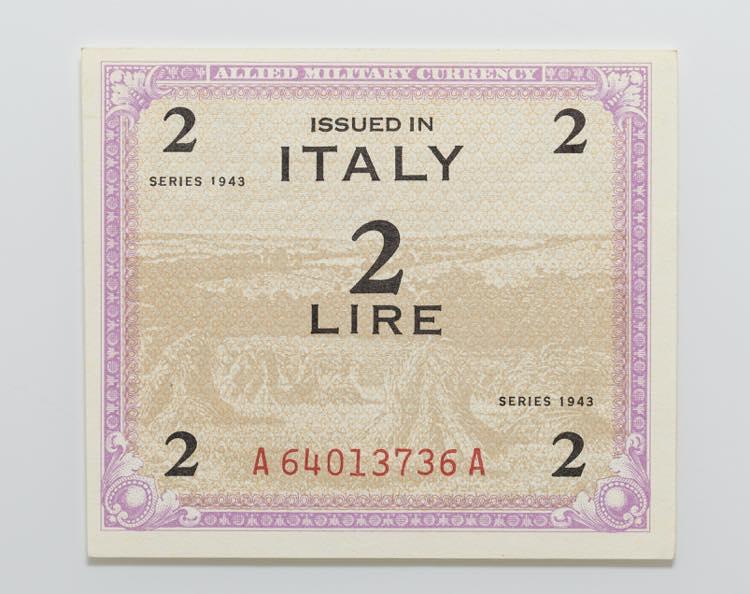 ALLIED MILITARY CURRENCY
2 ISSUED IN 2
ITALY
SERIES 1943
2
LIRE
SERIES 1943
2 A64013736A 2